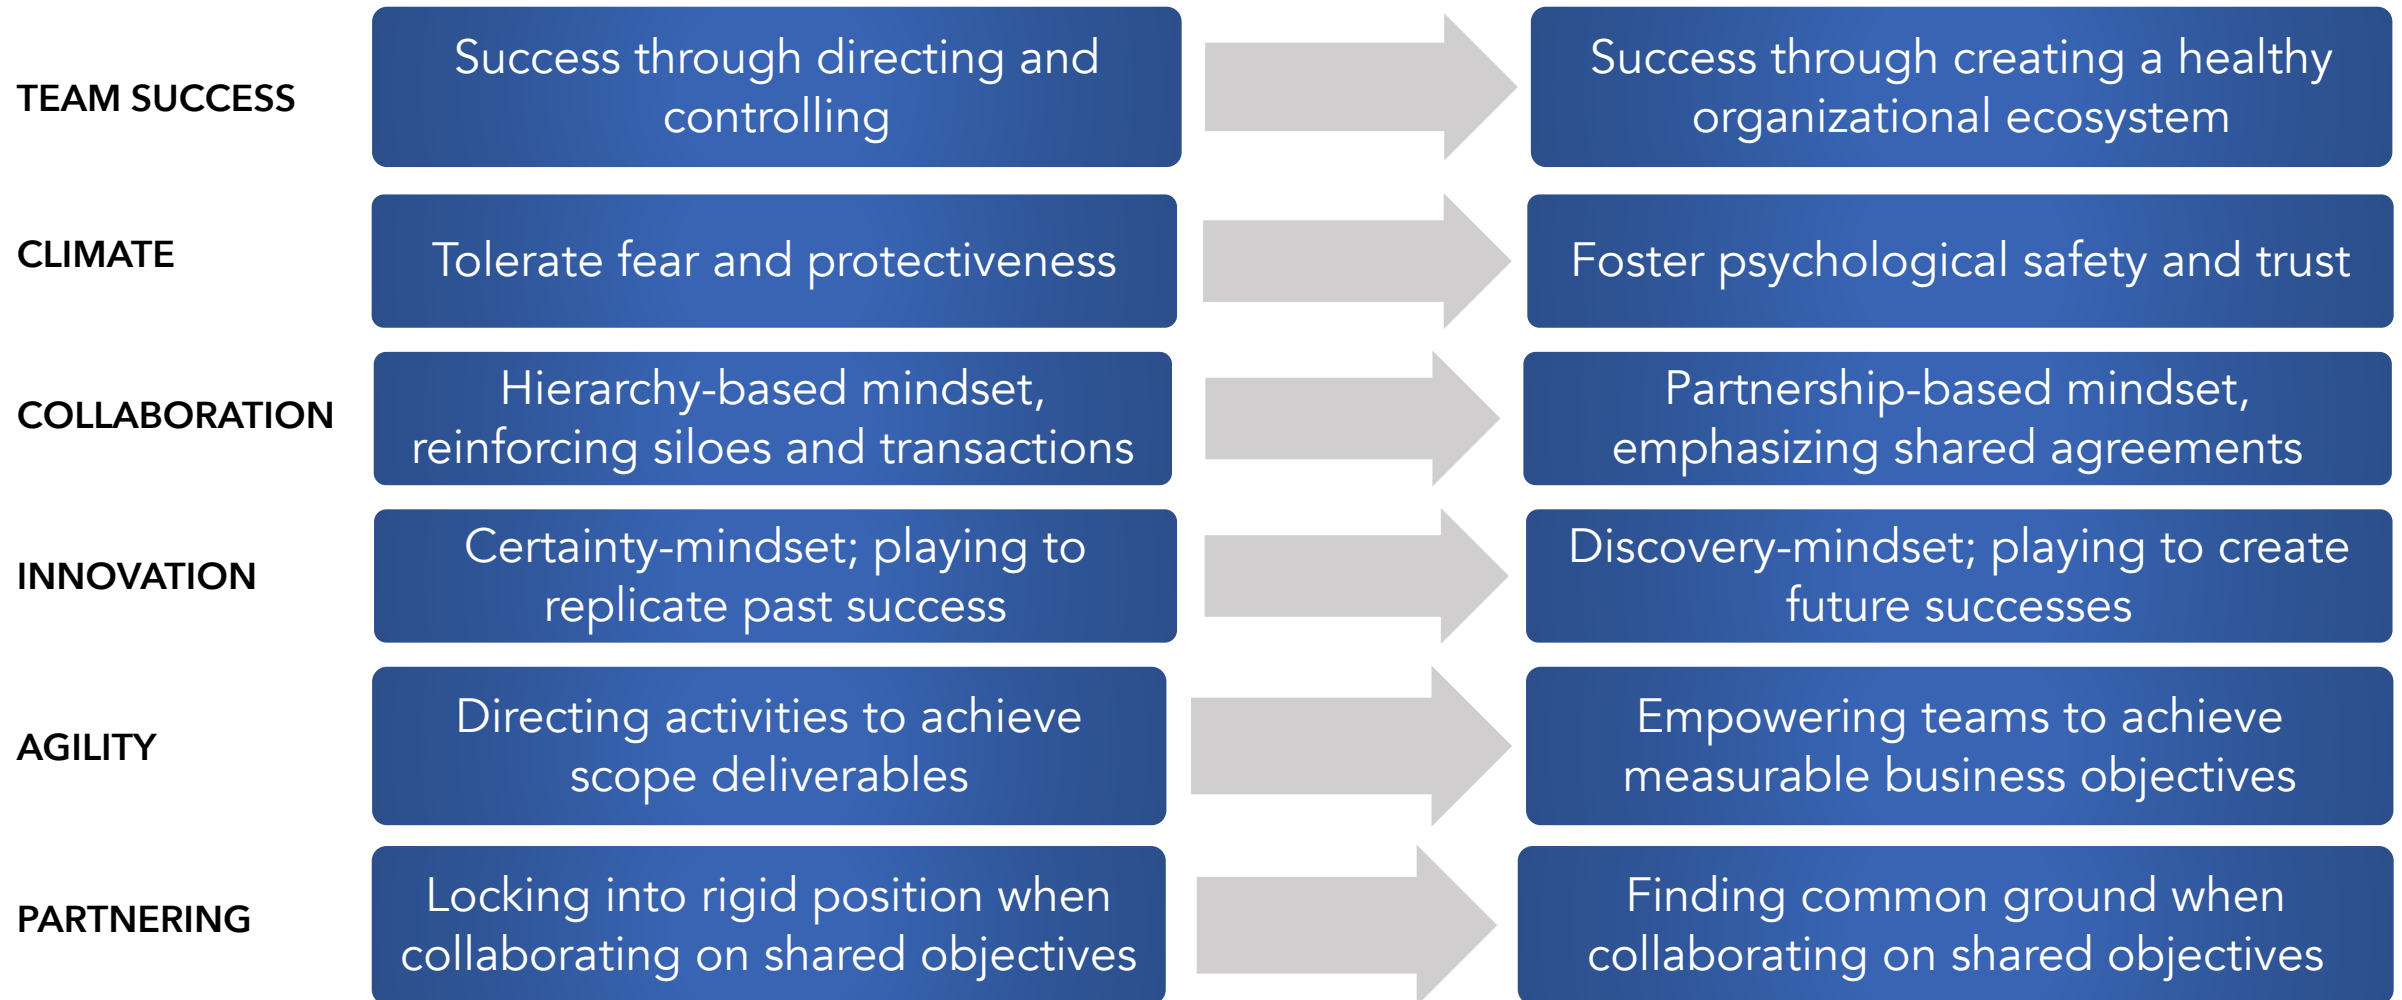 TEAM SUCCESS
Success through directing and
controlling
Success through creating a healthy
organizational ecosystem
CLIMATE
Tolerate fear and protectiveness
Foster psychological safety and trust
COLLABORATION
Hierarchy-based mindset,
reinforcing siloes and transactions
Partnership-based mindset,
emphasizing shared agreements
INNOVATION
Certainty-mindset; playing to
replicate past success
Discovery-mindset; playing to create
future successes
AGILITY
Directing activities to achieve
scope deliverables
Empowering teams to achieve
measurable business objectives
PARTNERING
Locking into rigid position when
collaborating on shared objectives
Finding common ground when
collaborating on shared objectives